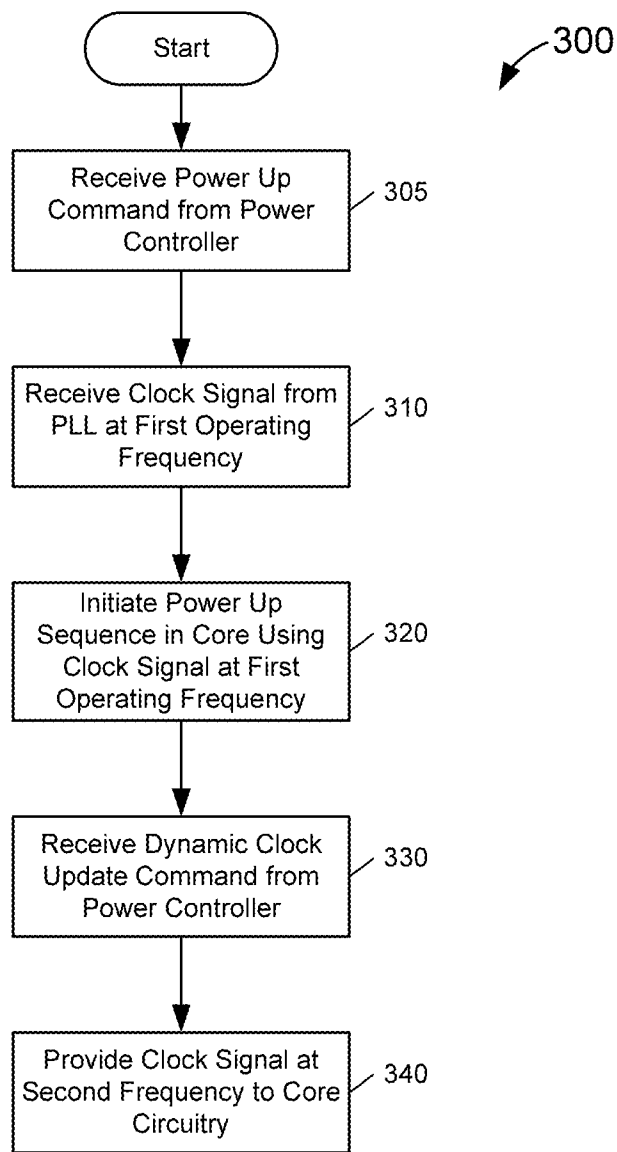 Start
300
Receive Power Up
Command from Power
Controller
305
Receive Clock Signal from
PLL at First Operating
Frequency
310
Initiate Power Up
Sequence in Core Using
Clock Signal at First
Operating Frequency
320
Receive Dynamic Clock
Update Command from
Power Controller
330
Provide Clock Signal at
Second Frequency to Core
Circuitry
340